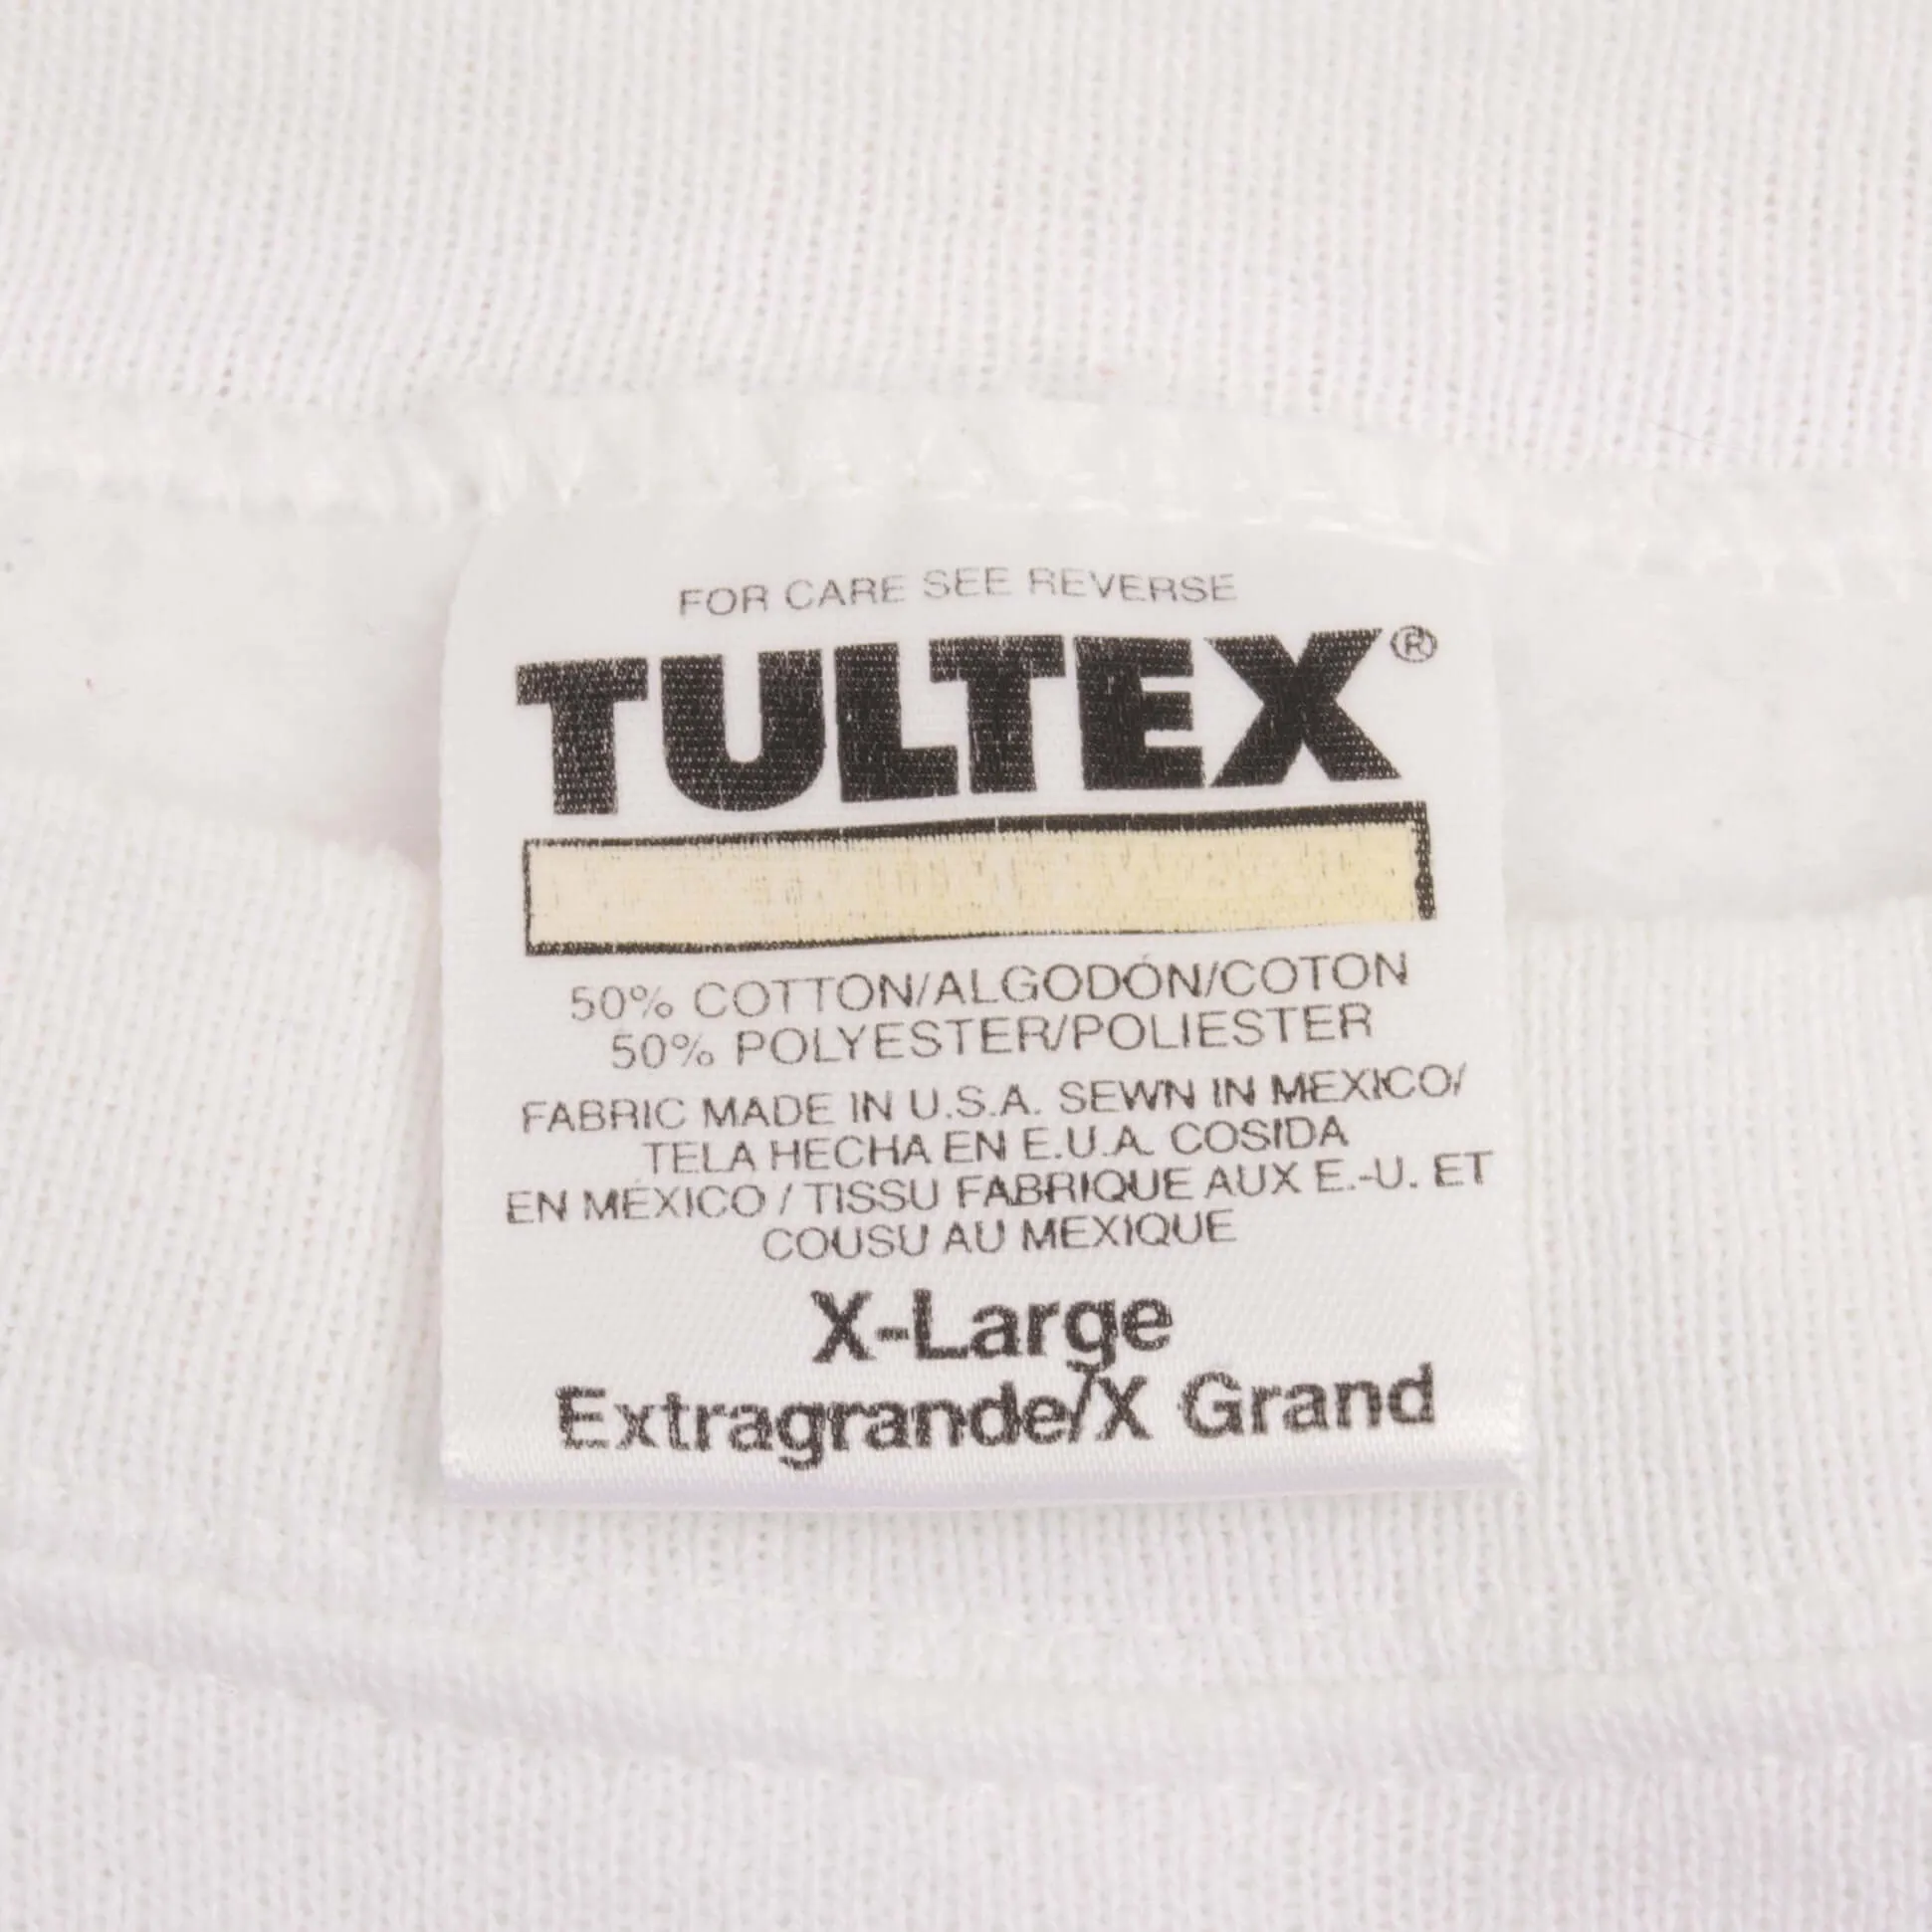 FOR CARE SEE REVERSE
TULTEX®
50% COTTON/ALGODÓN/COTON
50% POLYESTER/POLIESTER
FABRIC MADE IN U.S.A. SEWN IN MEXICO/
TELA HECHA EN E.U.A. COSIDA
EN MÉXICO / TISSU FABRIQUE AUX E.-U. ET
COUSU AU MEXIQUE
X-Large
Extragrande/X Grand